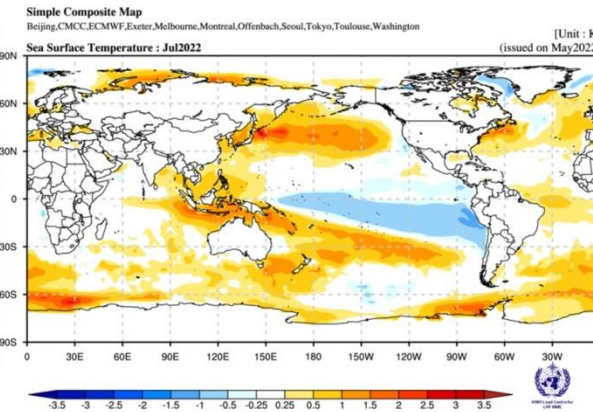 Simple Composite Map
Beijing,CMCC,ECMWF,Exeter,Melbourne,Montreal,Offenbach,Seoul,Tokyo,Toulouse,Washington
[Unit : K
Sea Surface Temperature : Jul2022
(issued on May2022
90N
60N
30N
0
30S
60S
90S
0 30E 60E 90E 120E 150E 180 150W 120W 90W 60W 30W
-3.5 -3 -2.5 -2 -1 -0.5 -0.25 0.25 0.5 1 1.5 2 2.5 3 3.5